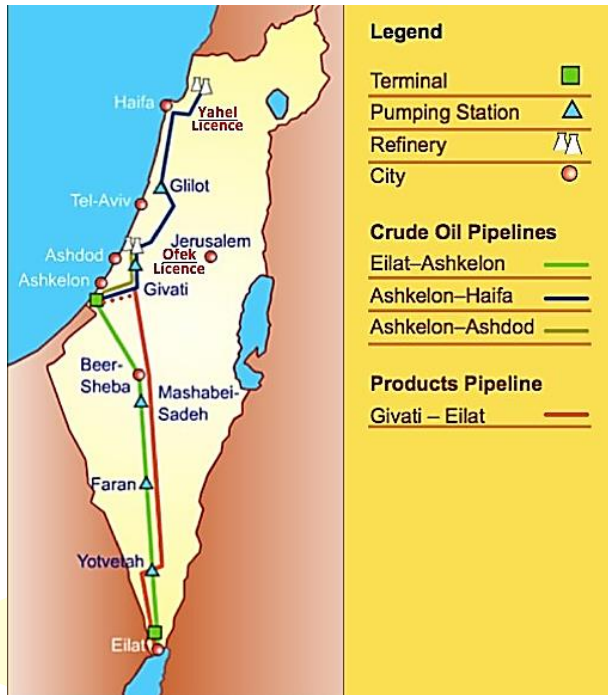 Haifa
Yahel
Licence
Glilot
Tel-Aviv
Ashdod
Jerusalem
Ofek
Licence
Ashkelon
Givati
Beer-
Sheba
Mashabei-
Sadeh
Faran
Yotvetah
Eilat
Legend
Terminal
Pumping Station
Refinery
City
Crude Oil Pipelines
Eilat–Ashkelon
Ashkelon–Haifa
Ashkelon–Ashdod
Products Pipeline
Givati – Eilat